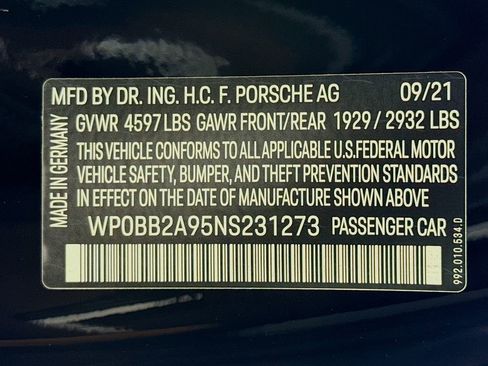 MFD BY DR. ING. H.C. F. PORSCHE AG 09/21
GVWR 4597 LBS GAWR FRONT/REAR 1929 / 2932 LBS
THIS VEHICLE CONFORMS TO ALL APPLICABLE U.S.FEDERAL MOTOR
VEHICLE SAFETY, BUMPER, AND THEFT PREVENTION STANDARDS
IN EFFECT ON THE DATE OF MANUFACTURE SHOWN ABOVE
WP0BB2A95NS231273 PASSENGER CAR
MADE IN GERMANY
992.010.534.D